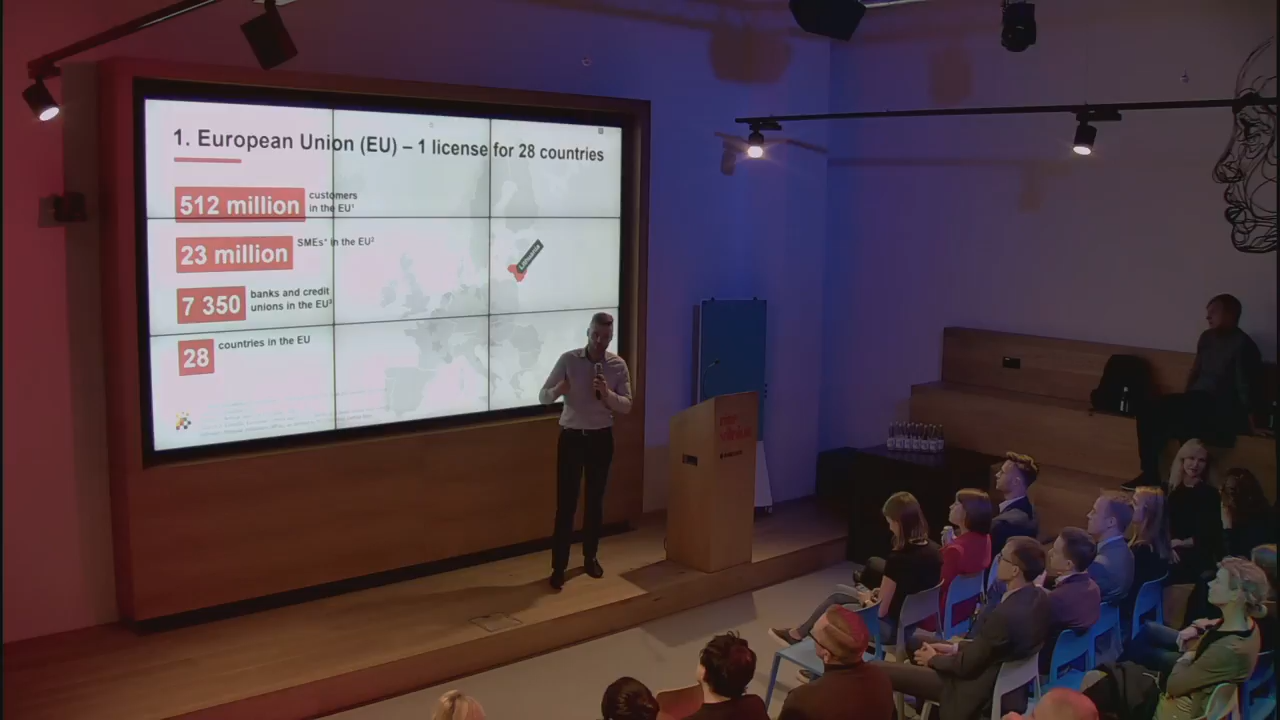 1. European Union (EU) – 1 license for 28 countries
512 million
customers
in the EU¹
23 million
SMEs* in the EU²
7 350
banks and credit
unions in the EU³
28
countries in the EU
Lithuania